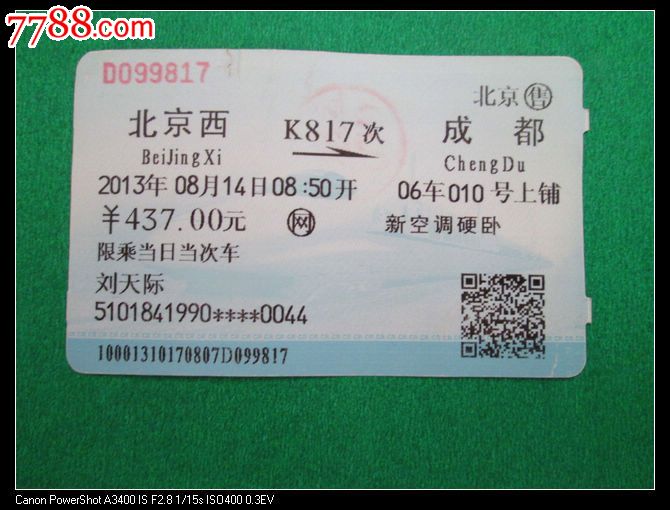 7788.com
D099817
北京 售
北京西 K817次 成都
BeiJingXi ChengDu
2013年08月14日08:50开 06车010号上铺
￥437.00元 网 新空调硬卧
限乘当日当次车
刘天际
5101841990****0044
10001310170807D099817
Canon PowerShot A3400 IS F2.8 1/15s ISO400 0.3EV